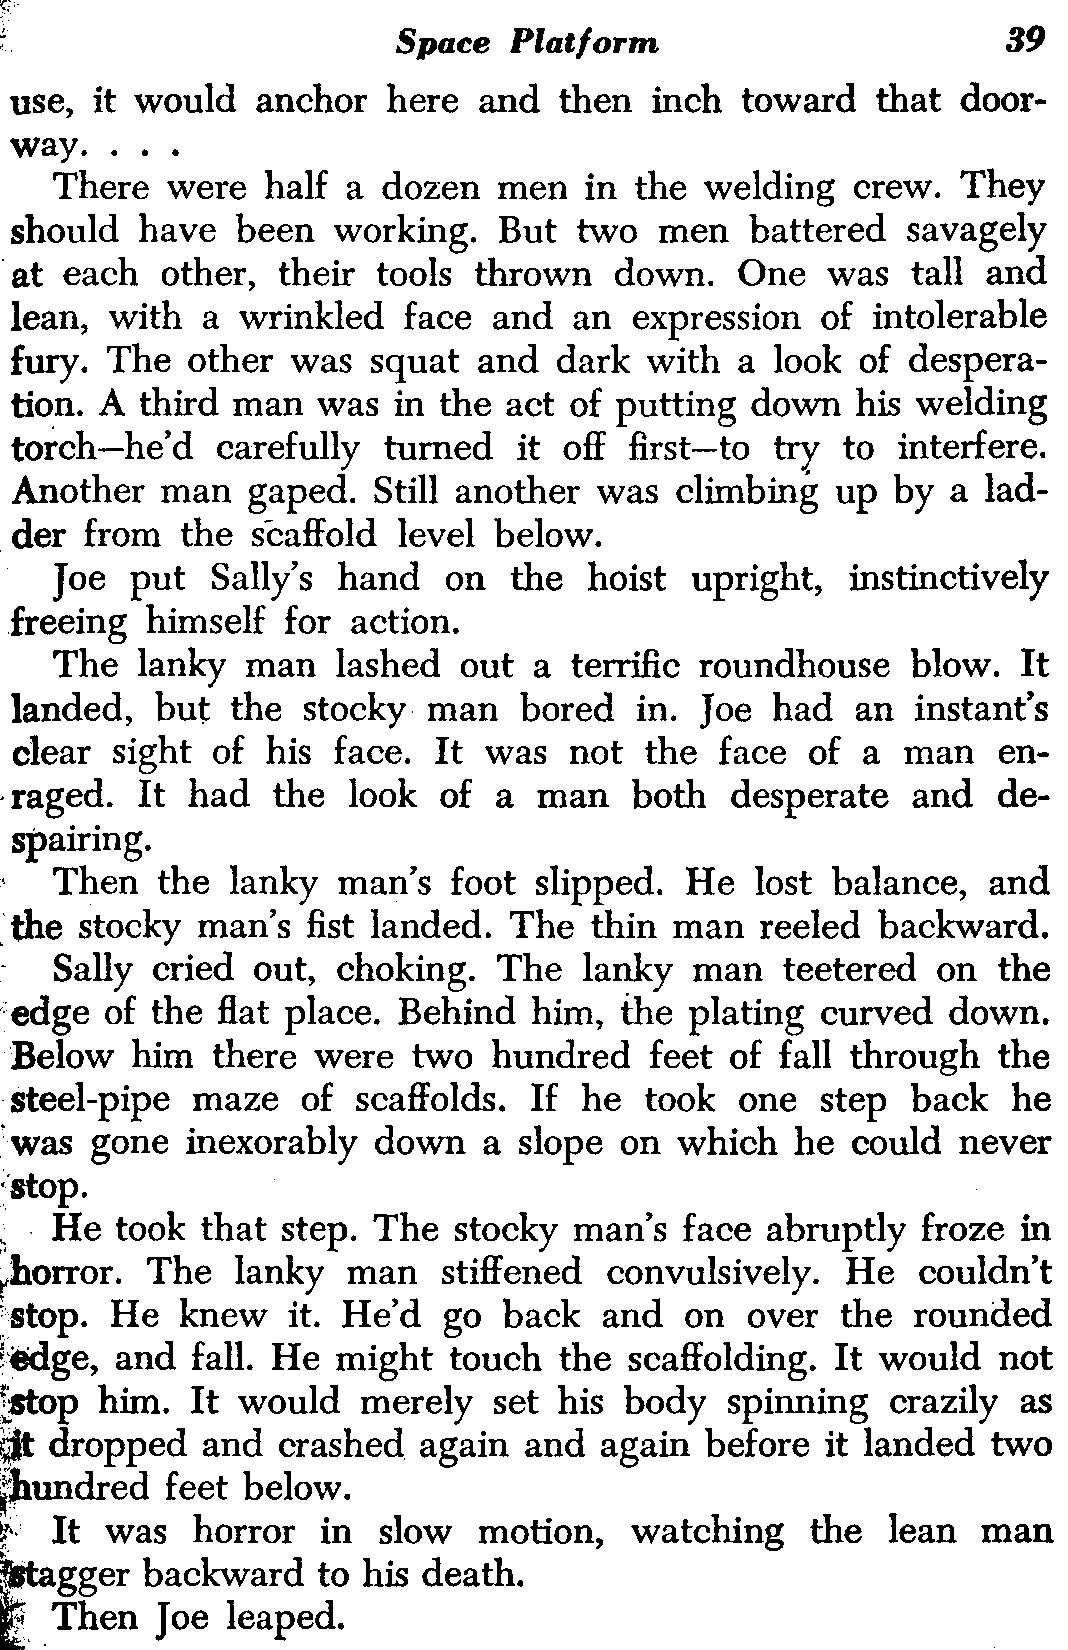 Space Platform 39
use, it would anchor here and then inch toward that door-
way. . . .
There were half a dozen men in the welding crew. They
should have been working. But two men battered savagely
at each other, their tools thrown down. One was tall and
lean, with a wrinkled face and an expression of intolerable
fury. The other was squat and dark with a look of despera-
tion. A third man was in the act of putting down his welding
torch—he'd carefully turned it off first—to try to interfere.
Another man gaped. Still another was climbing up by a lad-
der from the scaffold level below.
Joe put Sally's hand on the hoist upright, instinctively
freeing himself for action.
The lanky man lashed out a terrific roundhouse blow. It
landed, but the stocky man bored in. Joe had an instant's
clear sight of his face. It was not the face of a man en-
raged. It had the look of a man both desperate and de-
spairing.
Then the lanky man's foot slipped. He lost balance, and
the stocky man's fist landed. The thin man reeled backward.
Sally cried out, choking. The lanky man teetered on the
edge of the flat place. Behind him, the plating curved down.
Below him there were two hundred feet of fall through the
steel-pipe maze of scaffolds. If he took one step back he
was gone inexorably down a slope on which he could never
stop.
He took that step. The stocky man's face abruptly froze in
horror. The lanky man stiffened convulsively. He couldn't
stop. He knew it. He'd go back and on over the rounded
edge, and fall. He might touch the scaffolding. It would not
stop him. It would merely set his body spinning crazily as
it dropped and crashed again and again before it landed two
hundred feet below.
It was horror in slow motion, watching the lean man
stagger backward to his death.
Then Joe leaped.